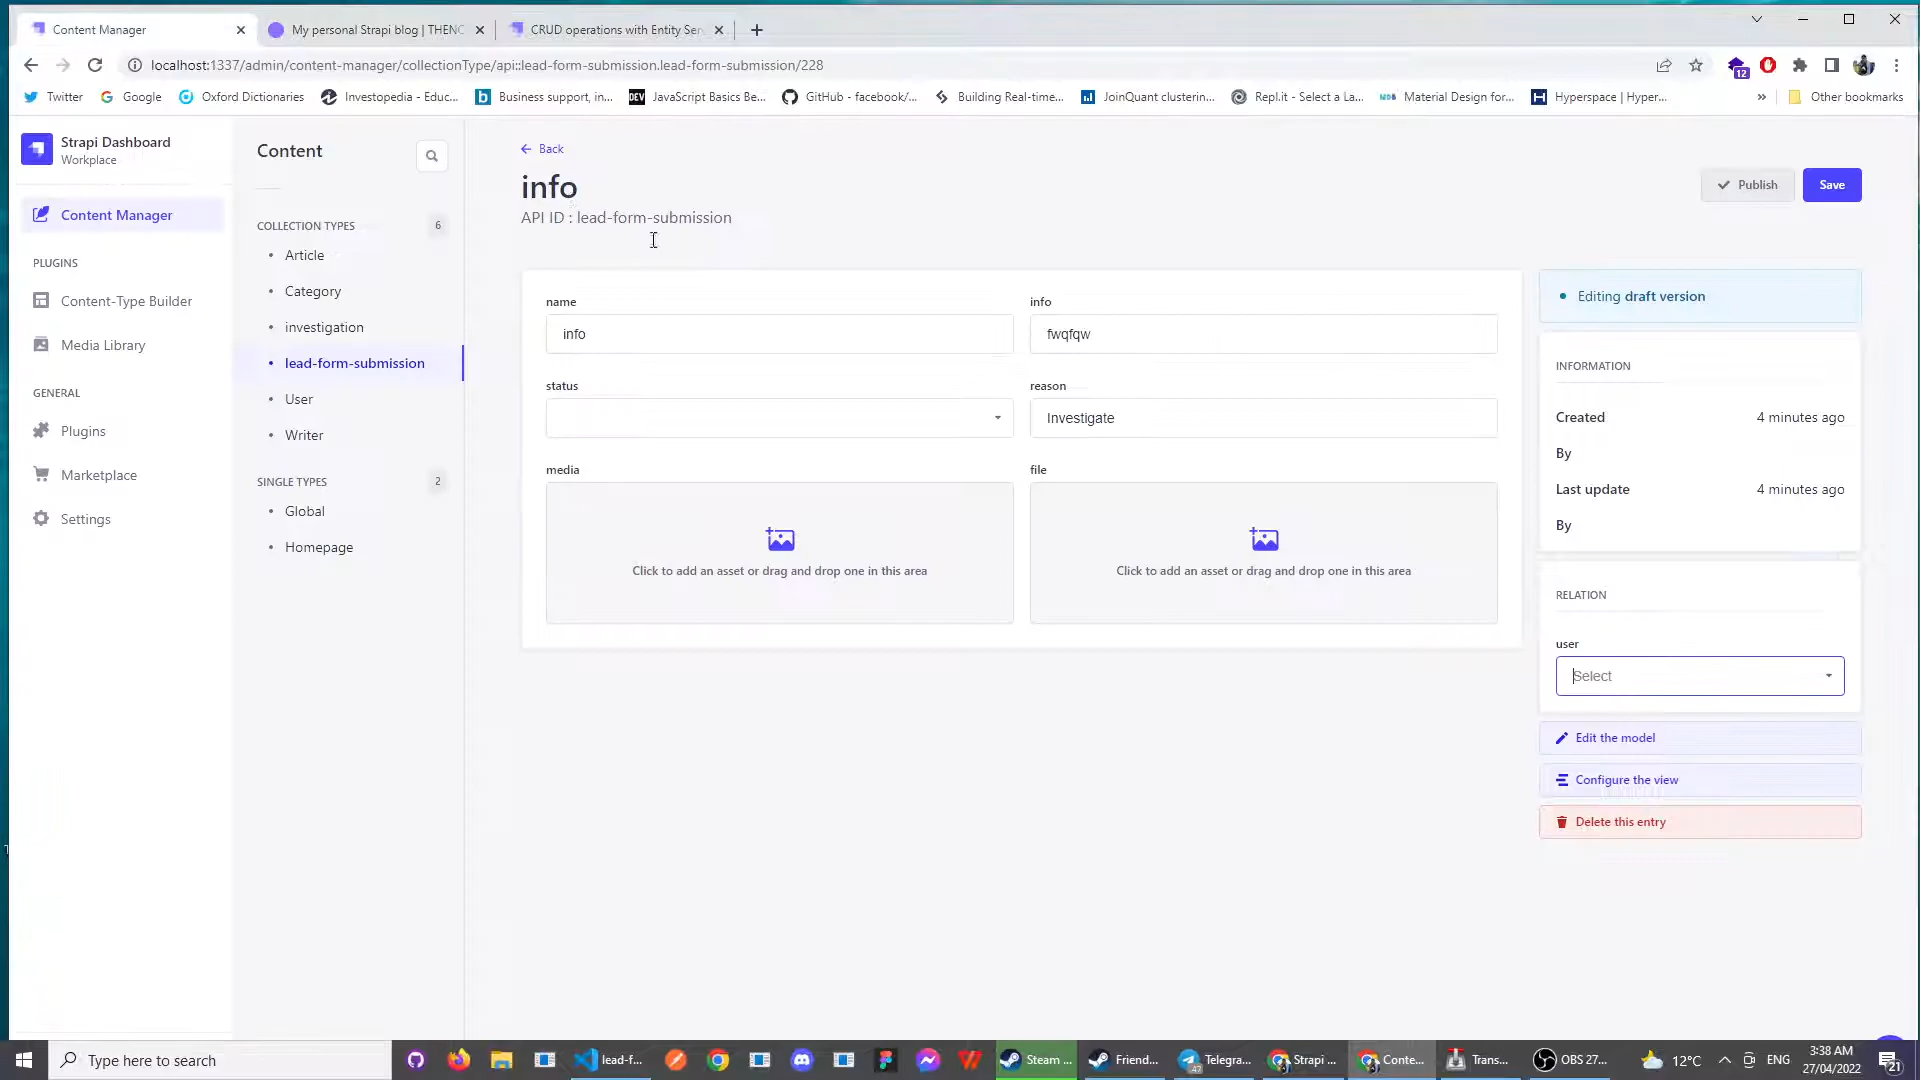 Content Manager
My personal Strapi blog | THENC
CRUD operations with Entity Ser
localhost:1337/admin/content-manager/collectionType/api::lead-form-submission.lead-form-submission/228
12
Twitter
Google
Oxford Dictionaries
Investopedia - Educ...
Business support, in...
DEV
JavaScript Basics Be...
GitHub - facebook/...
Building Real-time...
JoinQuant clusterin...
Repl.it - Select a La...
Material Design for...
Hyperspace | Hyper...
»
Other bookmarks
Strapi Dashboard
Workplace
Content Manager
PLUGINS
Content-Type Builder
Media Library
GENERAL
Plugins
Marketplace
Settings
Content
COLLECTION TYPES
6
Article
Category
investigation
lead-form-submission
User
Writer
SINGLE TYPES
2
Global
Homepage
Back
info
API ID : lead-form-submission
Publish
Save
name
info
info
fwqfqw
status
reason
Investigate
media
file
Click to add an asset or drag and drop one in this area
Click to add an asset or drag and drop one in this area
Editing draft version
INFORMATION
Created
4 minutes ago
By
Last update
4 minutes ago
By
RELATION
user
Select
Edit the model
Configure the view
Delete this entry
Type here to search
lead-f...
Steam ...
Friend...
47
Telegra...
Strapi ...
Conte...
Trans...
OBS 27...
12°C
ENG
3:38 AM
27/04/2022
21